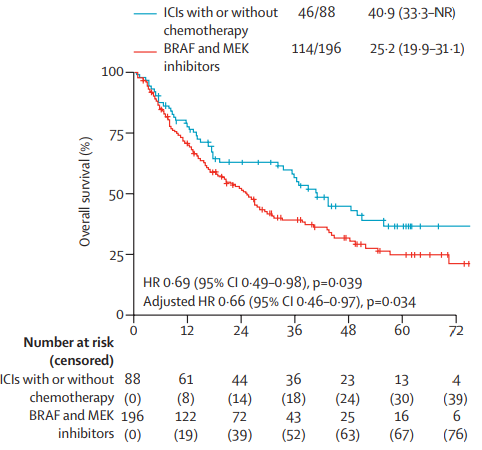 ICIs with or without 46/88 40·9 (33·3–NR)
chemotherapy
BRAF and MEK 114/196 25·2 (19·9–31·1)
inhibitors
100
75
50
25
0
Overall survival (%)
HR 0·69 (95% CI 0·49–0·98), p=0·039
Adjusted HR 0·66 (95% CI 0·46–0·97), p=0·034
0 12 24 36 48 60 72
Number at risk
(censored)
ICIs with or without 88 61 44 36 23 13 4
chemotherapy (0) (8) (14) (18) (24) (30) (39)
BRAF and MEK 196 122 72 43 25 16 6
inhibitors (0) (19) (39) (52) (63) (67) (76)